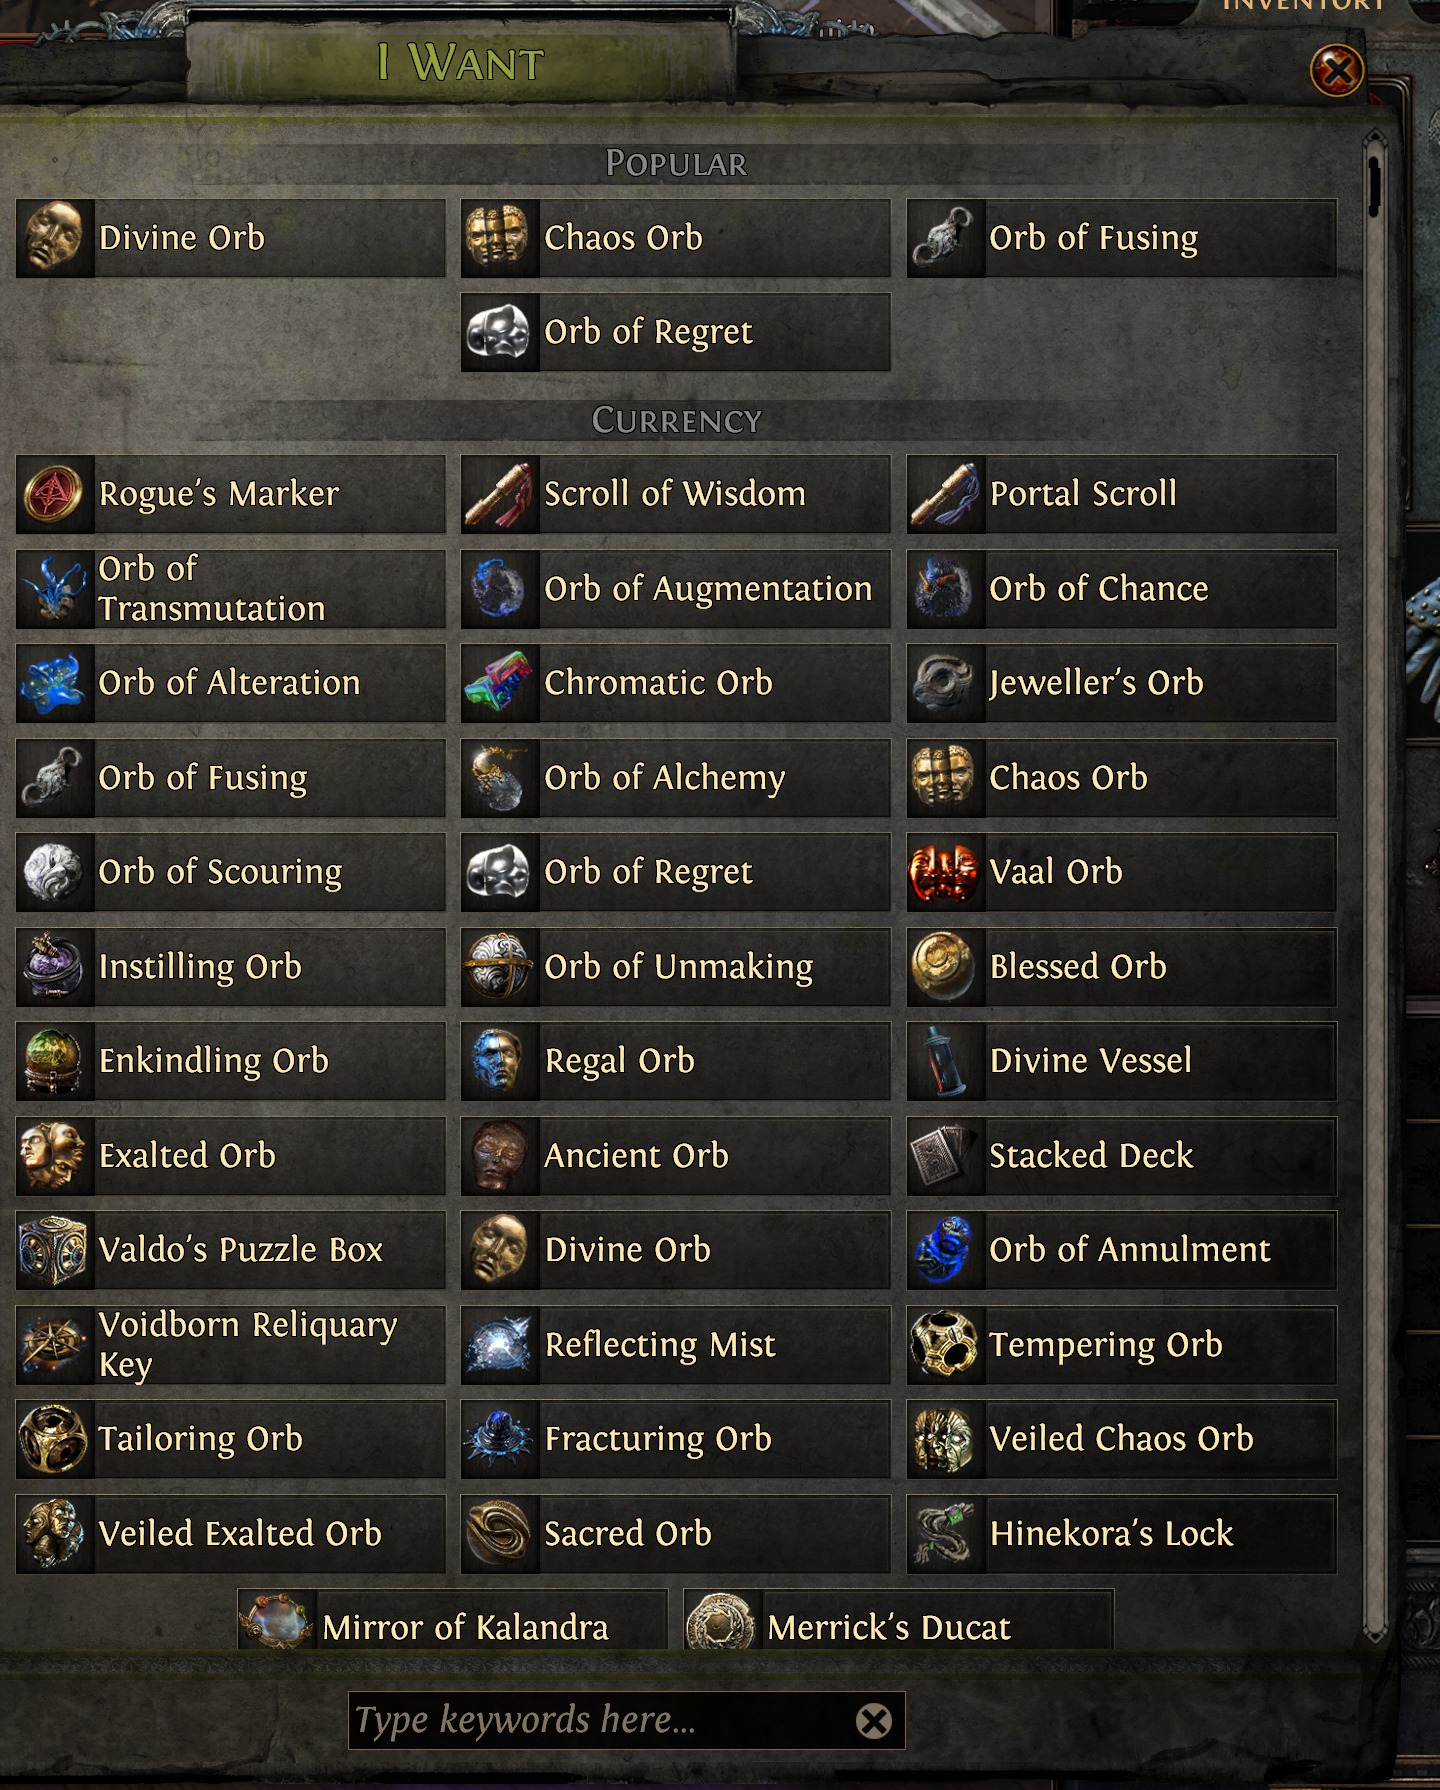 INVENTORY
I WANT
POPULAR
Divine Orb
Chaos Orb
Orb of Fusing
Orb of Regret
CURRENCY
Rogue's Marker
Scroll of Wisdom
Portal Scroll
Orb of
Transmutation
Orb of Augmentation
Orb of Chance
Orb of Alteration
Chromatic Orb
Jeweller's Orb
Orb of Fusing
Orb of Alchemy
Chaos Orb
Orb of Scouring
Orb of Regret
Vaal Orb
Instilling Orb
Orb of Unmaking
Blessed Orb
Enkindling Orb
Regal Orb
Divine Vessel
Exalted Orb
Ancient Orb
Stacked Deck
Valdo's Puzzle Box
Divine Orb
Orb of Annulment
Voidborn Reliquary
Key
Reflecting Mist
Tempering Orb
Tailoring Orb
Fracturing Orb
Veiled Chaos Orb
Veiled Exalted Orb
Sacred Orb
Hinekora's Lock
Mirror of Kalandra
Merrick's Ducat
Type keywords here...